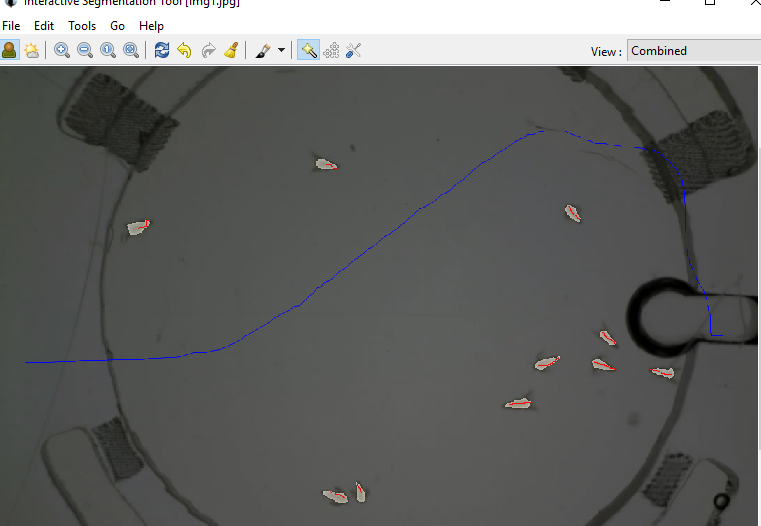 Interactive Segmentation Tool [img1.jpg]
File Edit Tools Go Help
View : Combined